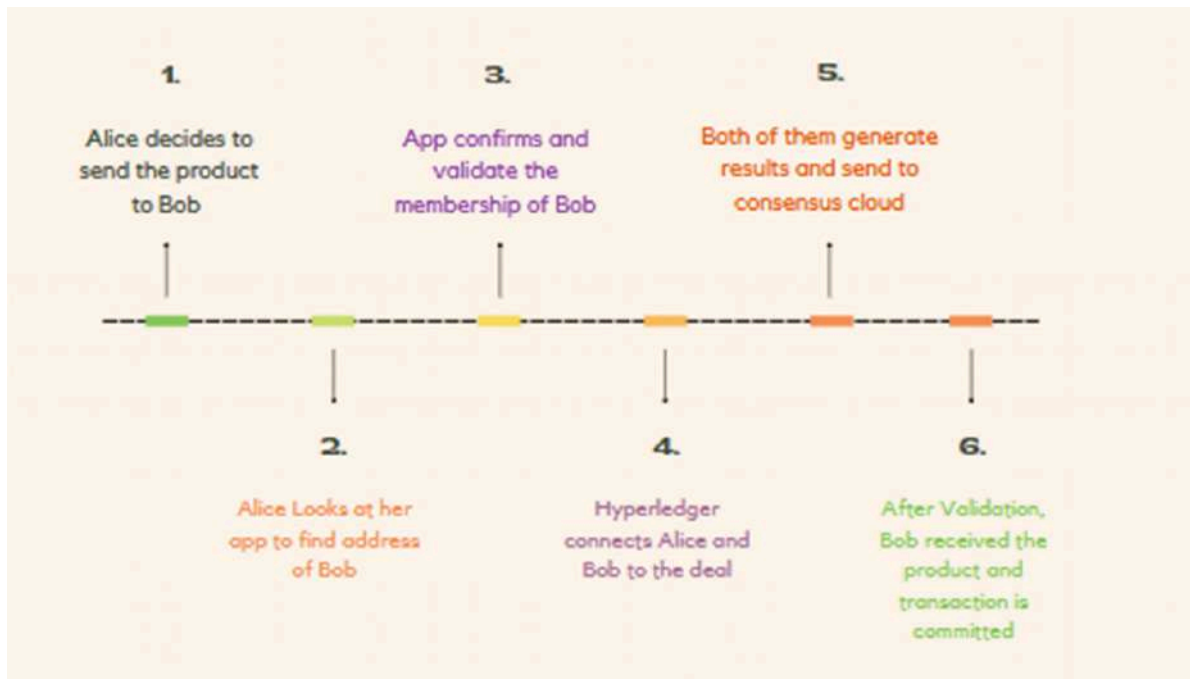 1.
Alice decides to
send the product
to Bob
2.
Alice Looks at her
app to find address
of Bob
3.
App confirms and
validate the
membership of Bob
4.
Hyperledger
connects Alice and
Bob to the deal
5.
Both of them generate
results and send to
consensus cloud
6.
After Validation,
Bob received the
product and
transaction is
committed